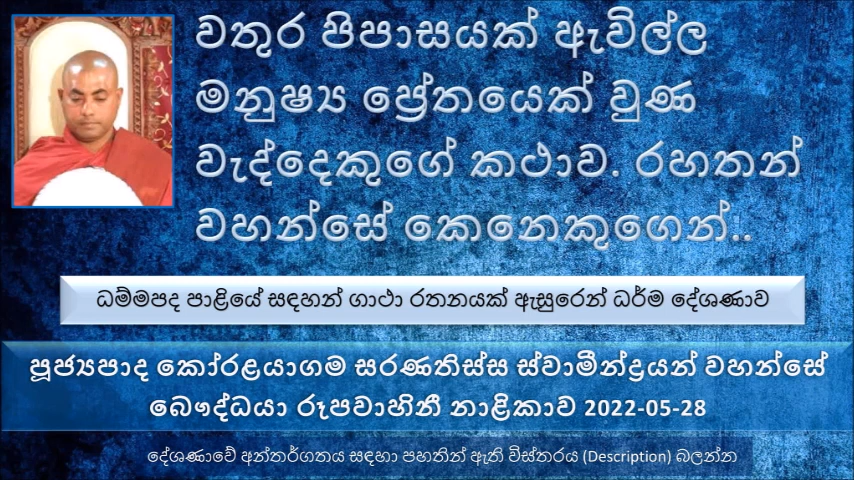 වතුර පිපාසයක් ඇවිල්ල
මනුෂ්‍ය ප්‍රේතයෙක් වුණ
වැද්දෙකුගේ කථාව. රහතන්
වහන්සේ කෙනෙකුගෙන්..
ධම්මපද පාළියේ සඳහන් ගාථා රතනයක් ඇසුරෙන් ධර්ම දේශණාව
පූජ්‍යපාද කෝරළයාගම සරණතිස්ස ස්වාමීන්ද්‍රයන් වහන්සේ
බෞද්ධයා රූපවාහිනී නාළිකාව 2022-05-28
දේශණාවේ අන්තර්ගතය සඳහා පහතින් ඇති විස්තරය (Description) බලන්න